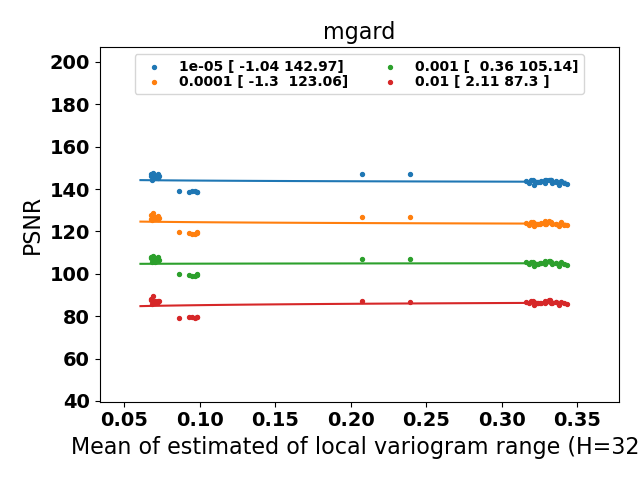 mgard
1e-05 [ -1.04 142.97]
0.0001 [ -1.3  123.06]
0.001 [  0.36 105.14]
0.01 [ 2.11 87.3 ]
PSNR
200
180
160
140
120
100
80
60
40
0.05 0.10 0.15 0.20 0.25 0.30 0.35
Mean of estimated of local variogram range (H=32